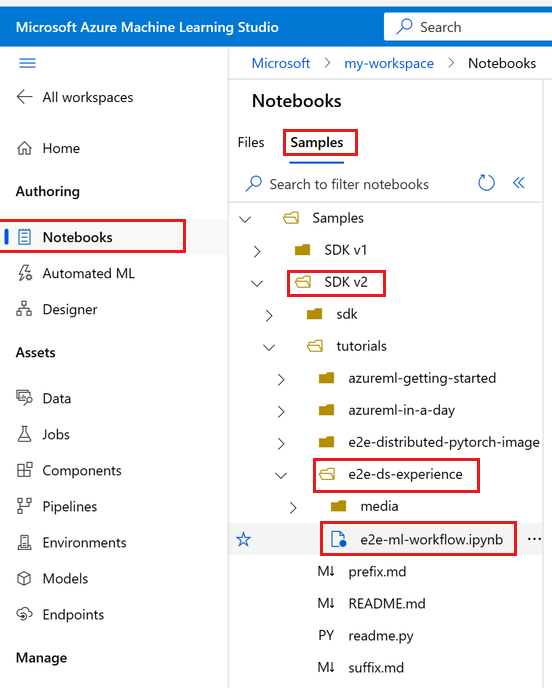 Microsoft Azure Machine Learning Studio
Search
Microsoft > my-workspace > Notebooks
All workspaces
Home
Authoring
Notebooks
Automated ML
Designer
Assets
Data
Jobs
Components
Pipelines
Environments
Models
Endpoints
Manage
Notebooks
Files Samples
Search to filter notebooks
Samples
SDK v1
SDK v2
sdk
tutorials
azureml-getting-started
azureml-in-a-day
e2e-distributed-pytorch-image
e2e-ds-experience
media
e2e-ml-workflow.ipynb
M↓ prefix.md
M↓ README.md
PY readme.py
M↓ suffix.md